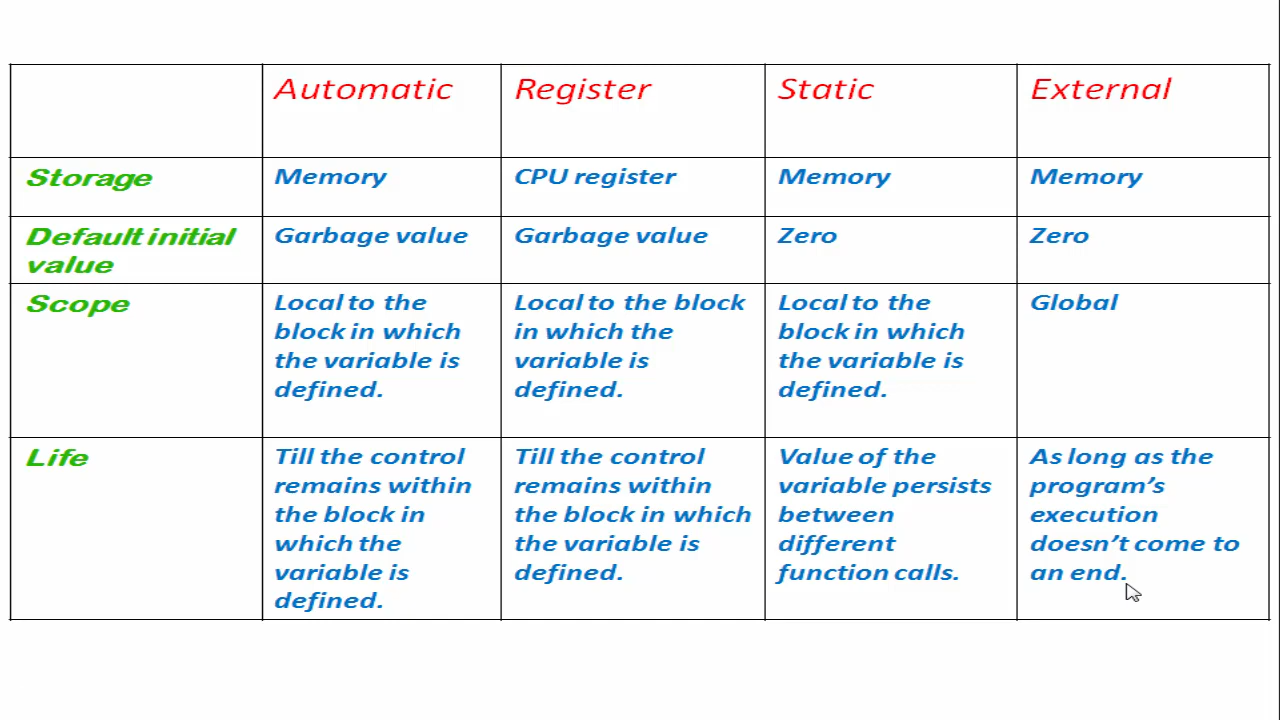 Automatic Register Static External
Storage Memory CPU register Memory Memory
Default initial value Garbage value Garbage value Zero Zero
Scope
Local to the
block in which
the variable is
defined.
Local to the block
in which the
variable is
defined.
Local to the
block in which
the variable is
defined.
Global
Life
Till the control
remains within
the block in
which the
variable is
defined.
Till the control
remains within
the block in which
the variable is
defined.
Value of the
variable persists
between
different
function calls.
As long as the
program's
execution
doesn't come to
an end.